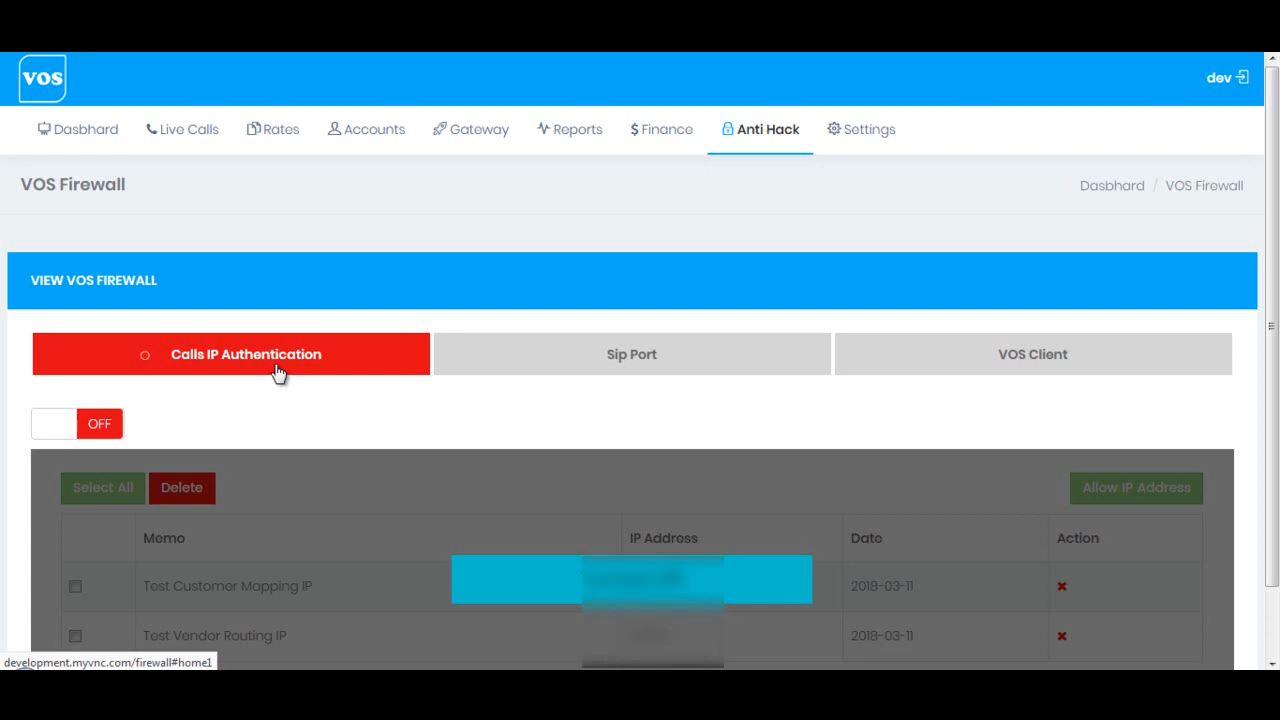 VOS
dev
Dasbhard Live Calls Rates Accounts Gateway Reports $ Finance Anti Hack Settings
VOS Firewall
Dasbhard / VOS Firewall
VIEW VOS FIREWALL
Calls IP Authentication Sip Port VOS Client
OFF
Select All Delete Allow IP Address
Memo IP Address Date Action
Test Customer Mapping IP 2018-03-11
Test Vendor Routing IP 2018-03-11
development.myvnc.com/firewall#home1